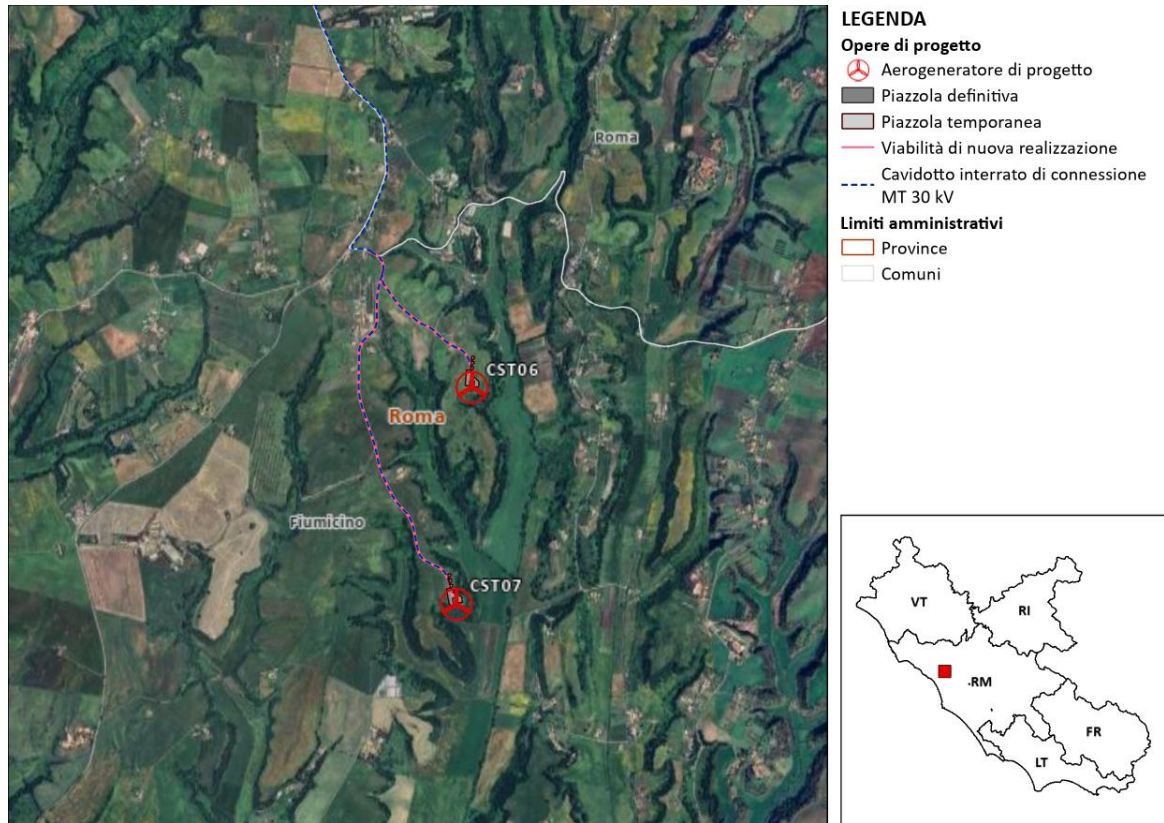 Roma
CST06
Roma
Fiumicino
CST07
LEGENDA
Opere di progetto
Aerogeneratore di progetto
Piazzola definitiva
Piazzola temporanea
Viabilità di nuova realizzazione
Cavidotto interrato di connessione
MT 30 kV
Limiti amministrativi
Province
Comuni
VT
RI
RM
FR
LT